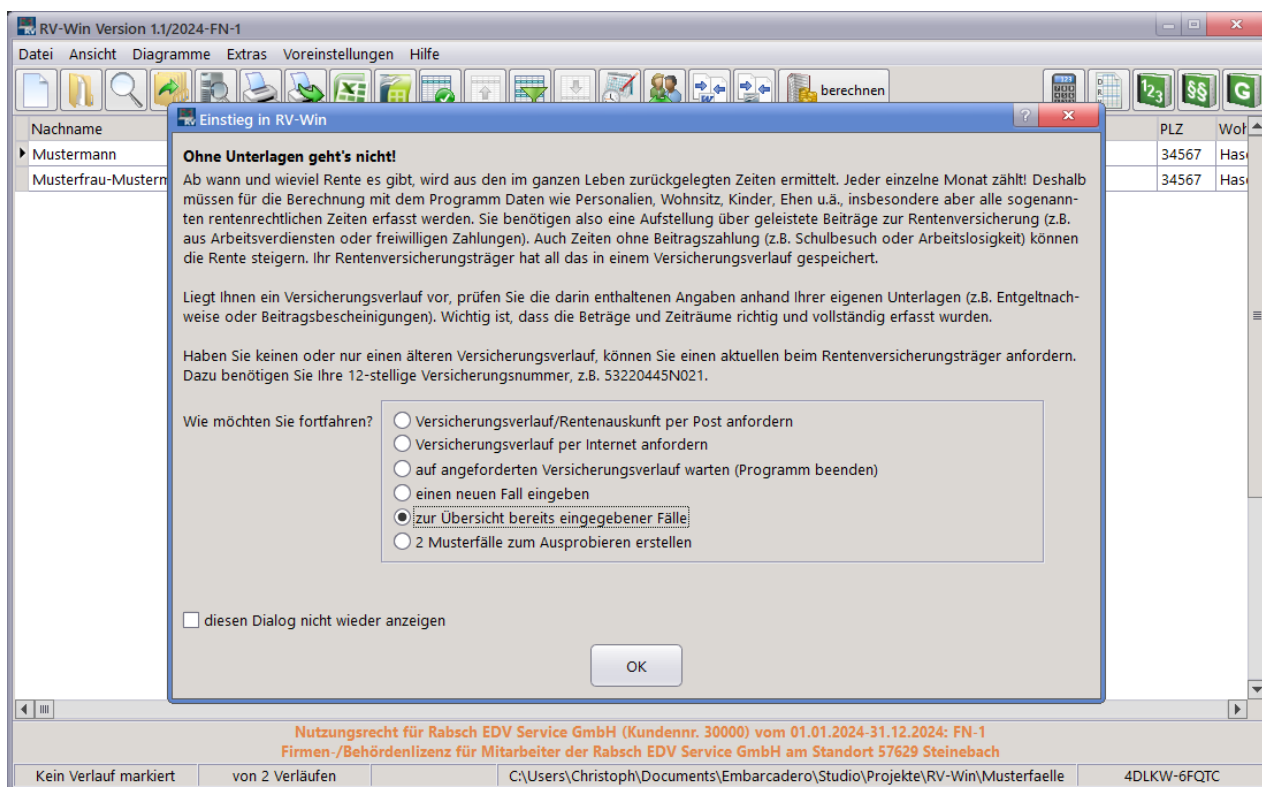 RV-Win Version 1.1/2024-FN-1
Datei Ansicht Diagramme Extras Voreinstellungen Hilfe
berechnen
Nachname PLZ
Mustermann 34567
34567
Einstieg in RV-Win
Ohne Unterlagen geht's nicht!
Ab wann und wieviel Rente es gibt, wird aus den im ganzen Leben zurückgelegten Zeiten ermittelt. Jeder einzelne Monat zählt! Deshalb
müssen für die Berechnung mit dem Programm Daten wie Personalien, Wohnsitz, Kinder, Ehen u.ä., insbesondere aber alle sogenann-
ten rentenrechtlichen Zeiten erfasst werden. Sie benötigen also eine Aufstellung über geleistete Beiträge zur Rentenversicherung (z.B.
aus Arbeitsverdiensten oder freiwilligen Zahlungen). Auch Zeiten ohne Beitragszahlung (z.B. Schulbesuch oder Arbeitslosigkeit) können
die Rente steigern. Ihr Rentenversicherungsträger hat all das in einem Versicherungsverlauf gespeichert.
Liegt Ihnen ein Versicherungsverlauf vor, prüfen Sie die darin enthaltenen Angaben anhand Ihrer eigenen Unterlagen (z.B. Entgeltnach-
weise oder Beitragsbescheinigungen). Wichtig ist, dass die Beträge und Zeiträume richtig und vollständig erfasst wurden.
Haben Sie keinen oder nur einen älteren Versicherungsverlauf, können Sie einen aktuellen beim Rentenversicherungsträger anfordern.
Dazu benötigen Sie Ihre 12-stellige Versicherungsnummer, z.B. 53220445N021.
Wie möchten Sie fortfahren?
Versicherungsverlauf/Rentenauskunft per Post anfordern
Versicherungsverlauf per Internet anfordern
auf angeforderten Versicherungsverlauf warten (Programm beenden)
einen neuen Fall eingeben
zur Übersicht bereits eingegebener Fälle
2 Musterfälle zum Ausprobieren erstellen
diesen Dialog nicht wieder anzeigen
OK
Nutzungsrecht für Rabsch EDV Service GmbH (Kundennr. 30000) vom 01.01.2024-31.12.2024: FN-1
Firmen-/Behördenlizenz für Mitarbeiter der Rabsch EDV Service GmbH am Standort 57629 Steinebach
Kein Verlauf markiert von 2 Verläufen C:\Users\Christoph\Documents\Embarcadero\Studio\Projekte\RV-Win\Musterfaelle 4DLKW-6FQTC